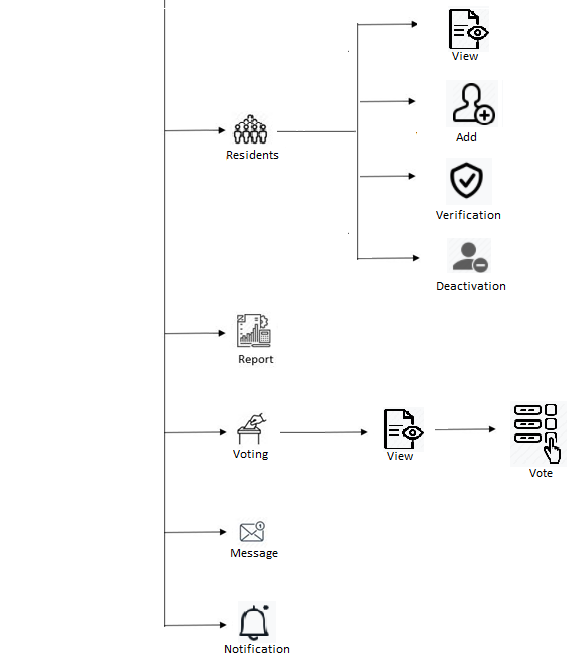 View
Add
Residents
Verification
Deactivation
Report
Voting
View
Vote
Message
Notification